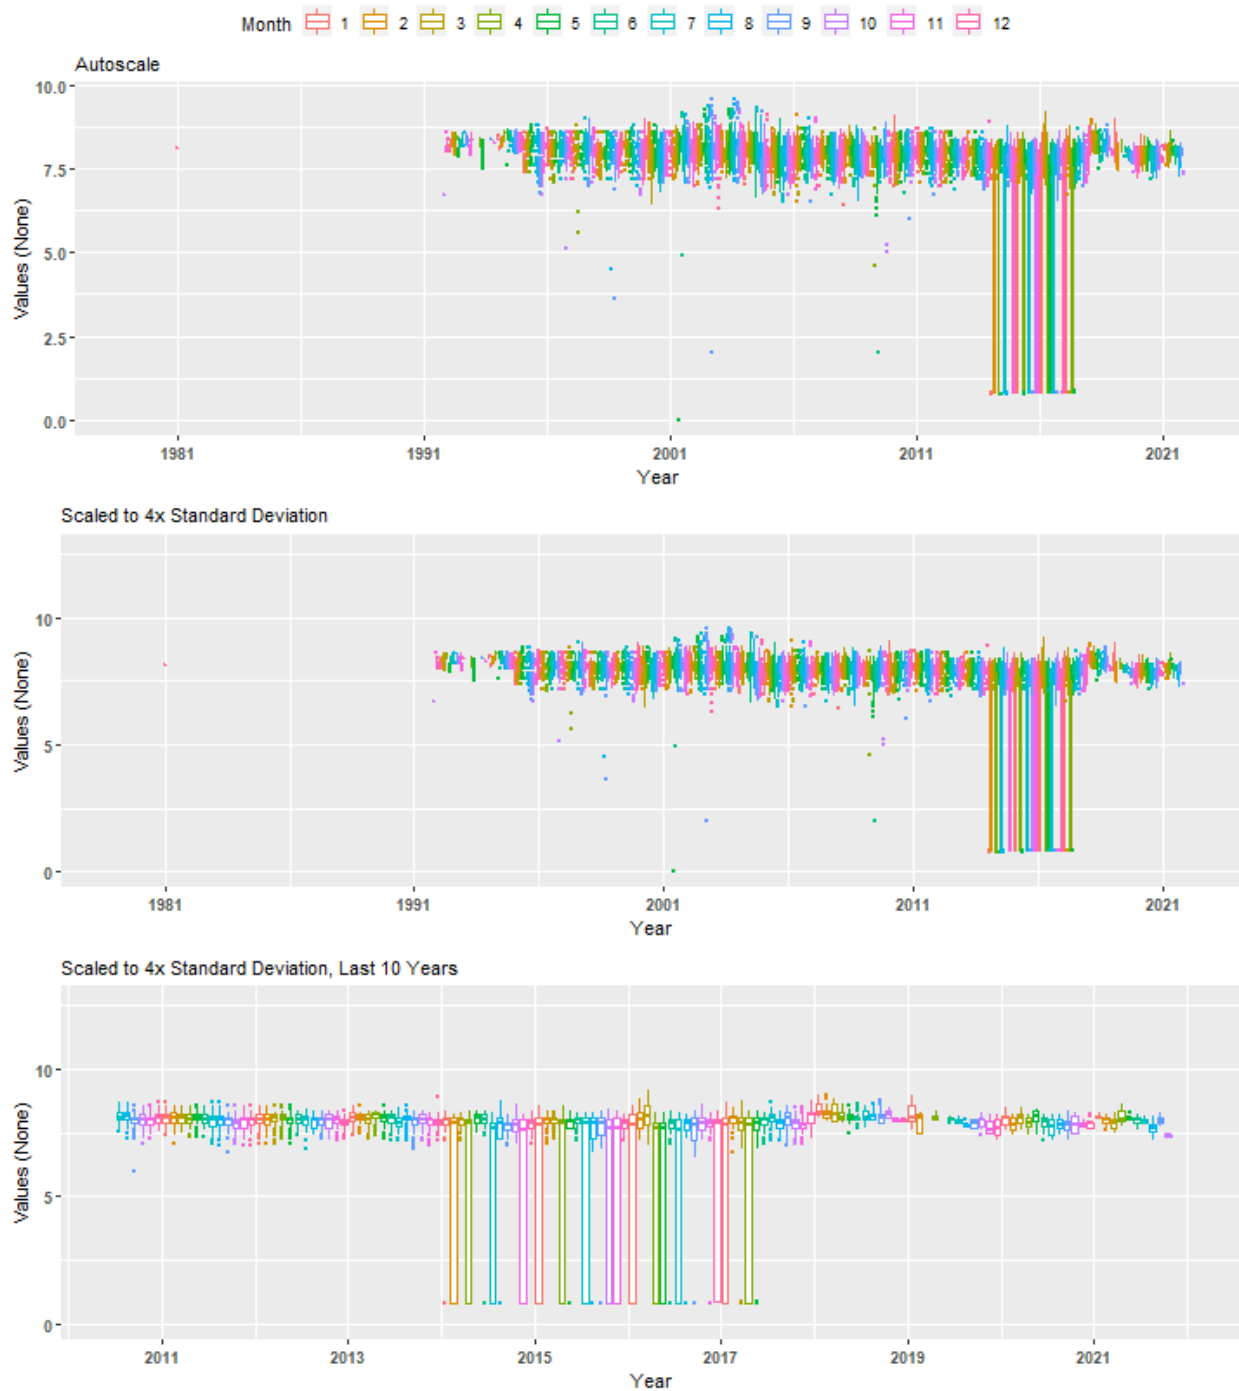 Month 1 2 3 4 5 6 7 8 9 10 11 12
Autoscale
10.0
7.5
5.0
2.5
0.0
Values (None)
1981 1991 2001 2011 2021
Year
Scaled to 4x Standard Deviation
10
5
0
Values (None)
1981 1991 2001 2011 2021
Year
Scaled to 4x Standard Deviation, Last 10 Years
10
5
0
Values (None)
2011 2013 2015 2017 2019 2021
Year